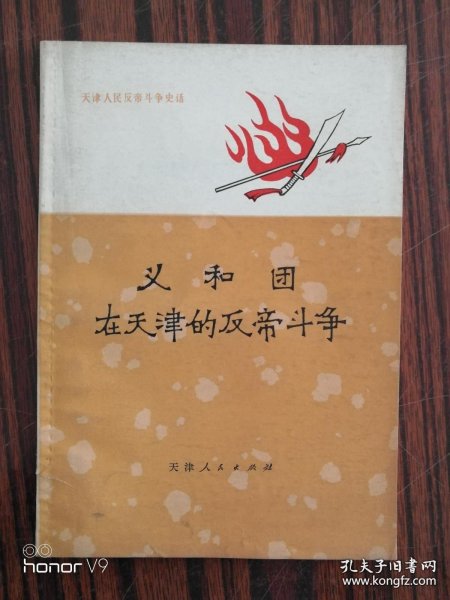 天津人民反帝斗争史话
义和团
在天津的反帝斗争
天津人民出版社
honor V9
孔夫子旧书网
www.kongfz.com